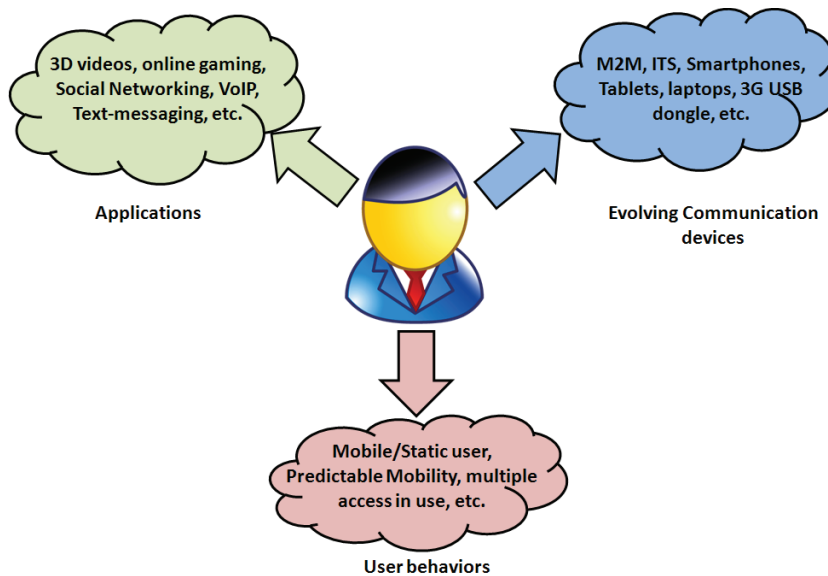 3D videos, online gaming,
Social Networking, VoIP,
Text-messaging, etc.
Applications
M2M, ITS, Smartphones,
Tablets, laptops, 3G USB
dongle, etc.
Evolving Communication
devices
Mobile/Static user,
Predictable Mobility, multiple
access in use, etc.
User behaviors